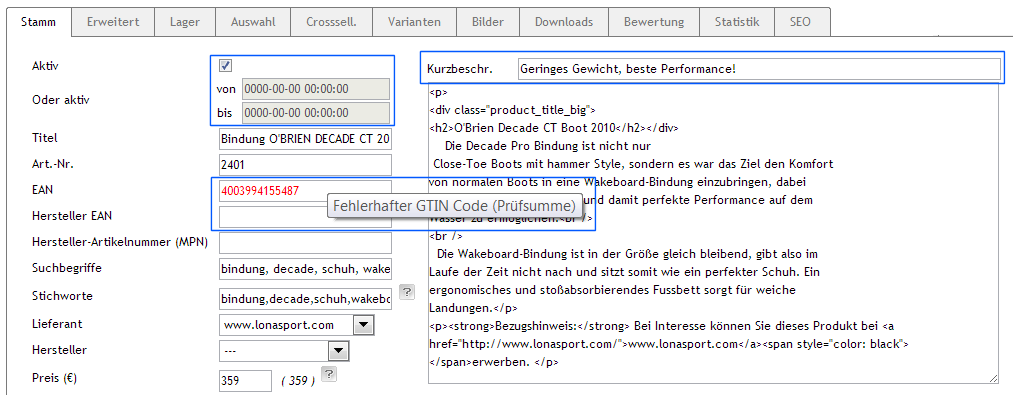 Stamm Erweitert Lager Auswahl Crosssell. Varianten Bilder Downloads Bewertung Statistik SEO
Aktiv
Oder aktiv
von 0000-00-00 00:00:00
bis 0000-00-00 00:00:00
Titel Bindung O'BRIEN DECADE CT 20
Art.-Nr. 2401
EAN 4003994155487
Fehlerhafter GTIN Code (Prüfsumme)
Hersteller EAN
Hersteller-Artikelnummer (MPN)
Suchbegriffe bindung, decade, schuh, wake
Stichworte bindung,decade,schuh,wakebo ?
Lieferant www.lonasport.com
Hersteller ---
Preis (€) 359 ( 359 ) ?
Kurzbeschr. Geringes Gewicht, beste Performance!
<p>
<div class="product_title_big">
<h2>O'Brien Decade CT Boot 2010</h2></div>
Die Decade Pro Bindung ist nicht nur
Close-Toe Boots mit hammer Style, sondern es war das Ziel den Komfort
von normalen Boots in eine Wakeboard-Bindung einzubringen, dabei
und damit perfekte Performance auf dem
Wasser zu ermöglichen.<br />
<br />
Die Wakeboard-Bindung ist in der Größe gleich bleibend, gibt also im
Laufe der Zeit nicht nach und sitzt somit wie ein perfekter Schuh. Ein
ergonomisches und stoßabsorbierendes Fussbett sorgt für weiche
Landungen.</p>
<p><strong>Bezugshinweis:</strong> Bei Interesse können Sie dieses Produkt bei <a
href="http://www.lonasport.com/">www.lonasport.com</a><span style="color: black">
</span>erwerben. </p>